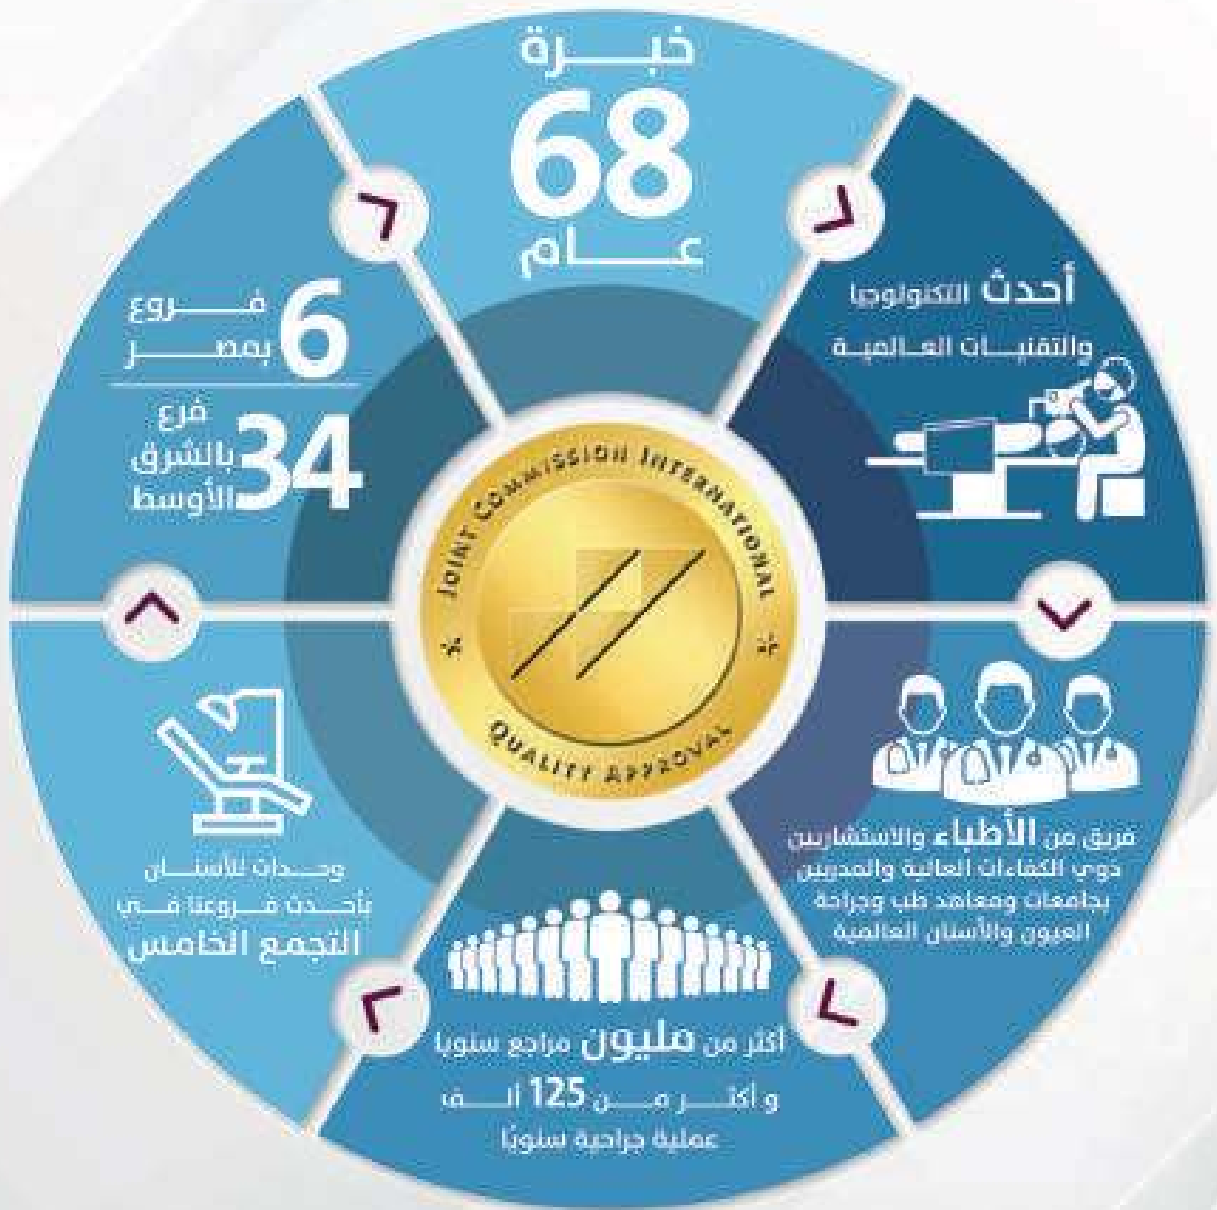 خبرة
68
عام
أحدث التكنولوجيا
والتقنيات العالمية
فريق من الأطباء والاستشاريين
ذوي الكفاءات العالية والمدربين
بجامعات ومعاهد طب وجراحة
العيون والأسنان العالمية
أكثر من مليون مراجع سنويا
و أكثر من 125 ألف
عملية جراحية سنويًا
وحدات للأسنان
بأحدث فروعنا في
التجمع الخامس
6 فروع
بمصر
34 فرع
بالشرق
الأوسط
JOINT COMMISSION INTERNATIONAL
QUALITY APPROVAL